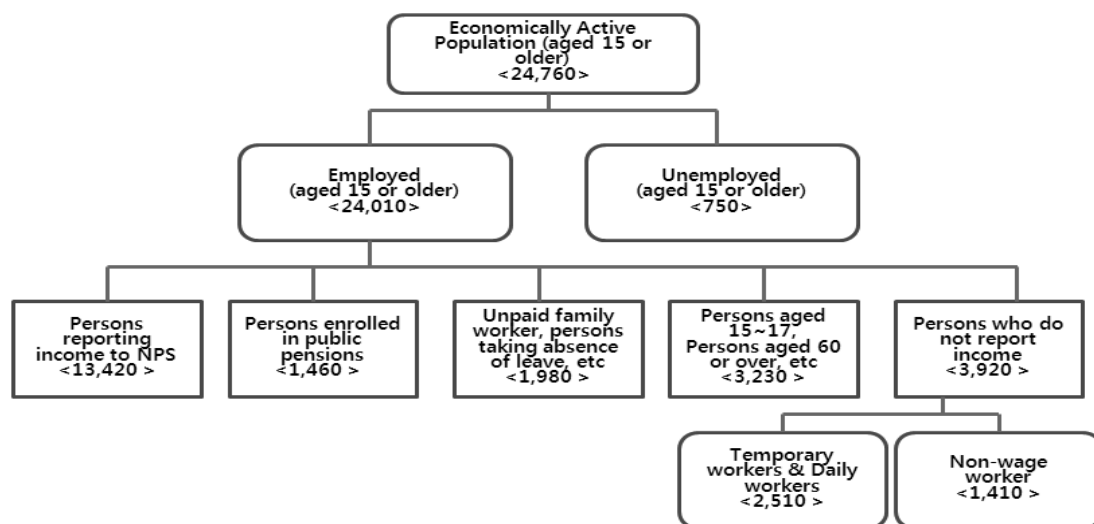 Economically Active
Population (aged 15 or
older)
<24,760>
Employed
(aged 15 or older)
<24,010>
Unemployed
(aged 15 or older)
<750>
Persons
reporting
income to NPS
<13,420 >
Persons enrolled
in public
pensions
<1,460 >
Unpaid family
worker, persons
taking absence
of leave, etc
<1,980 >
Persons aged
15~17,
Persons aged 60
or over, etc
<3,230 >
Persons who do
not report
income
<3,920 >
Temporary
workers & Daily
workers
<2,510 >
Non-wage
worker
<1,410 >